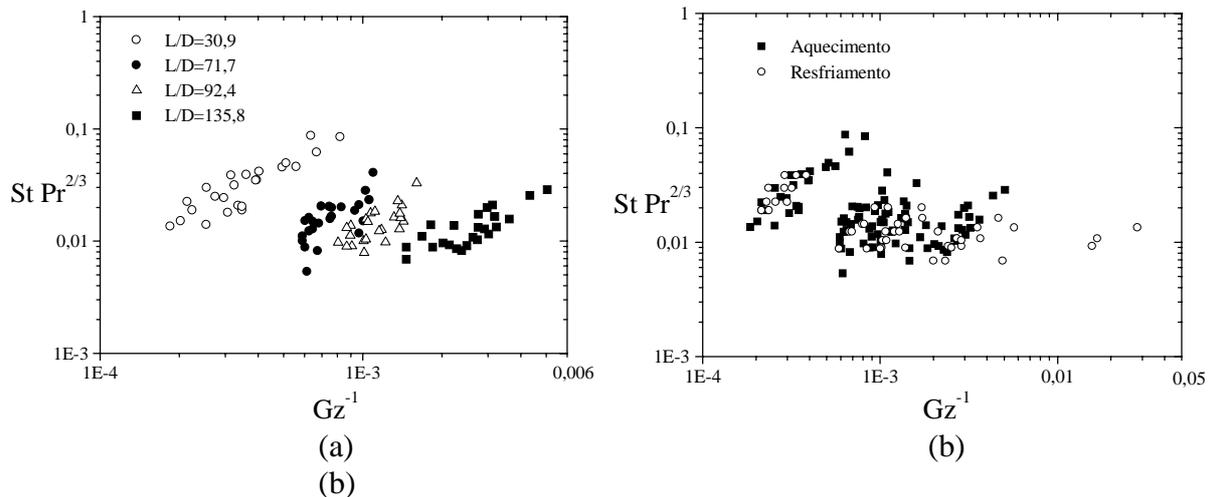 1
L/D=30,9
L/D=71,7
L/D=92,4
L/D=135,8
0,1
St Pr^2/3
0,01
1E-3
1E-4
1E-3
0,006
Gz^-1
(a)
(b)
1
Aquecimento
Resfriamento
0,1
St Pr^2/3
0,01
1E-3
1E-4
1E-3
0,01
0,05
Gz^-1
(b)